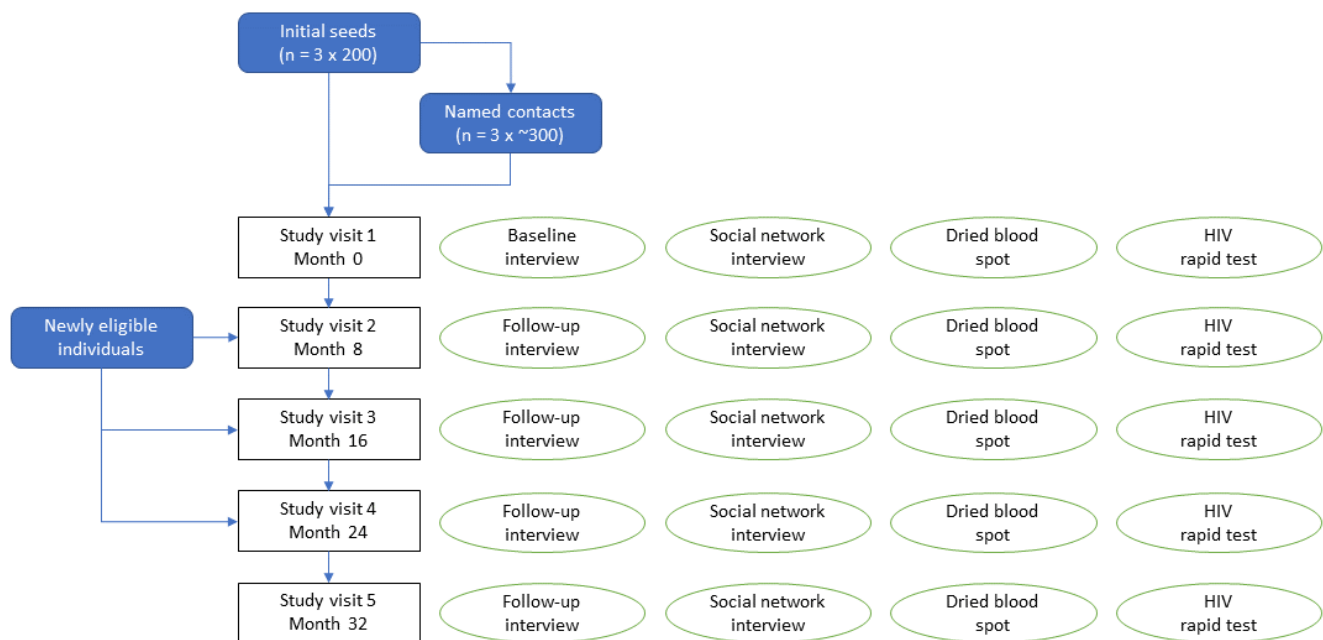 Initial seeds
(n = 3 x 200)
Named contacts
(n = 3 x ~300)
Study visit 1
Month 0
Baseline
interview
Social network
interview
Dried blood
spot
HIV
rapid test
Newly eligible
individuals
Study visit 2
Month 8
Follow-up
interview
Social network
interview
Dried blood
spot
HIV
rapid test
Study visit 3
Month 16
Follow-up
interview
Social network
interview
Dried blood
spot
HIV
rapid test
Study visit 4
Month 24
Follow-up
interview
Social network
interview
Dried blood
spot
HIV
rapid test
Study visit 5
Month 32
Follow-up
interview
Social network
interview
Dried blood
spot
HIV
rapid test